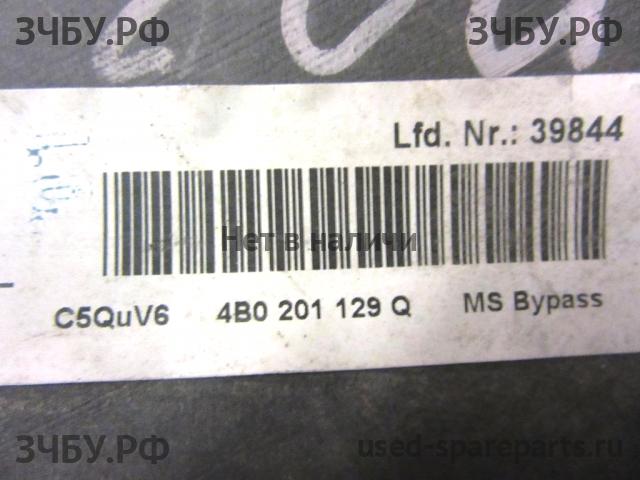 ЗЧБУ.РФ
ЗЧБУ.РФ
Lfd. Nr.: 39844
Нет в наличи
C5QuV6 4B0 201 129 Q MS Bypass
ЗЧБУ.РФ
used-spareparts.ru